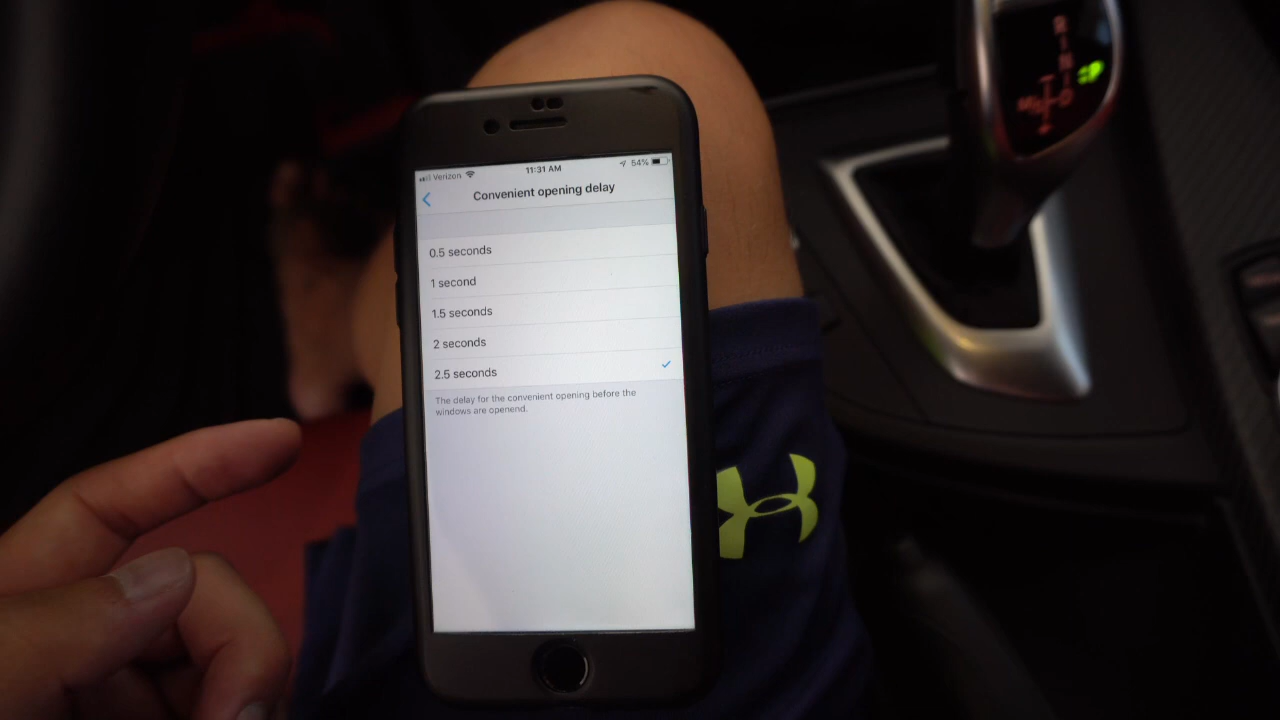 Verizon 11:31 AM 54%
Convenient opening delay
0.5 seconds
1 second
1.5 seconds
2 seconds
2.5 seconds
The delay for the convenient opening before the
windows are openend.
R
N
D